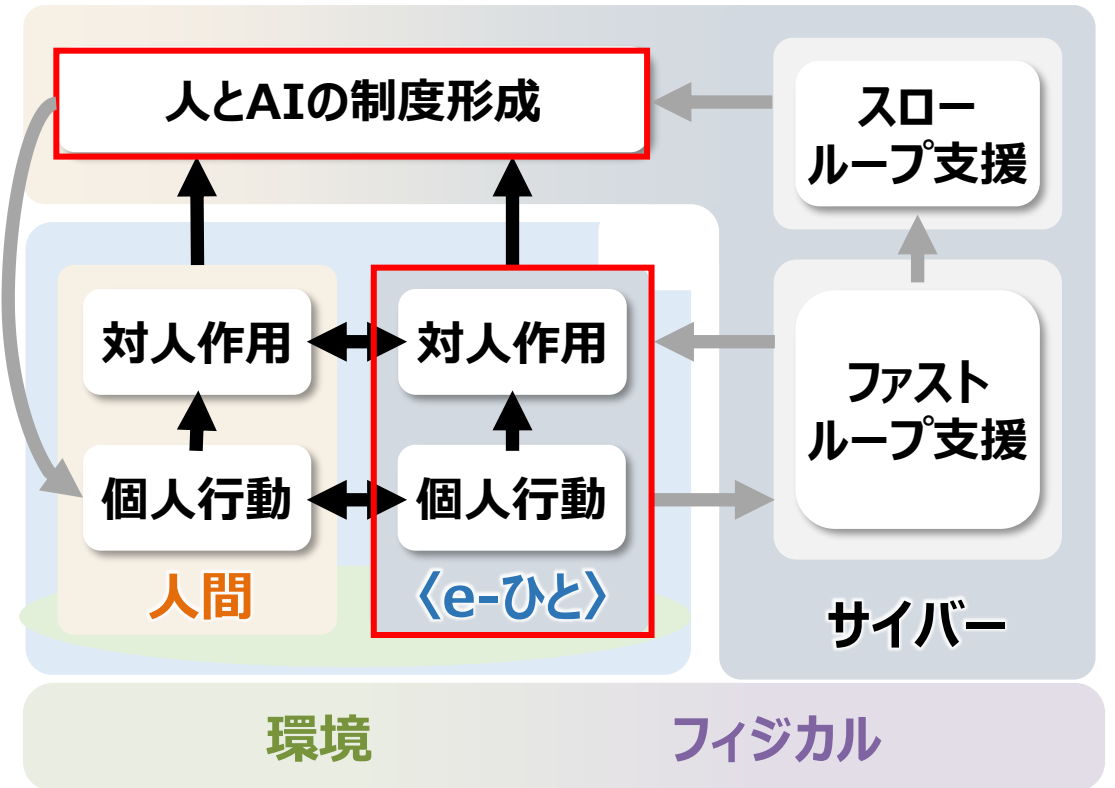 人とAIの制度形成
スロー
ループ支援
対人作用
対人作用
ファスト
ループ支援
個人行動
個人行動
人間
〈e-ひと〉
サイバー
環境
フィジカル